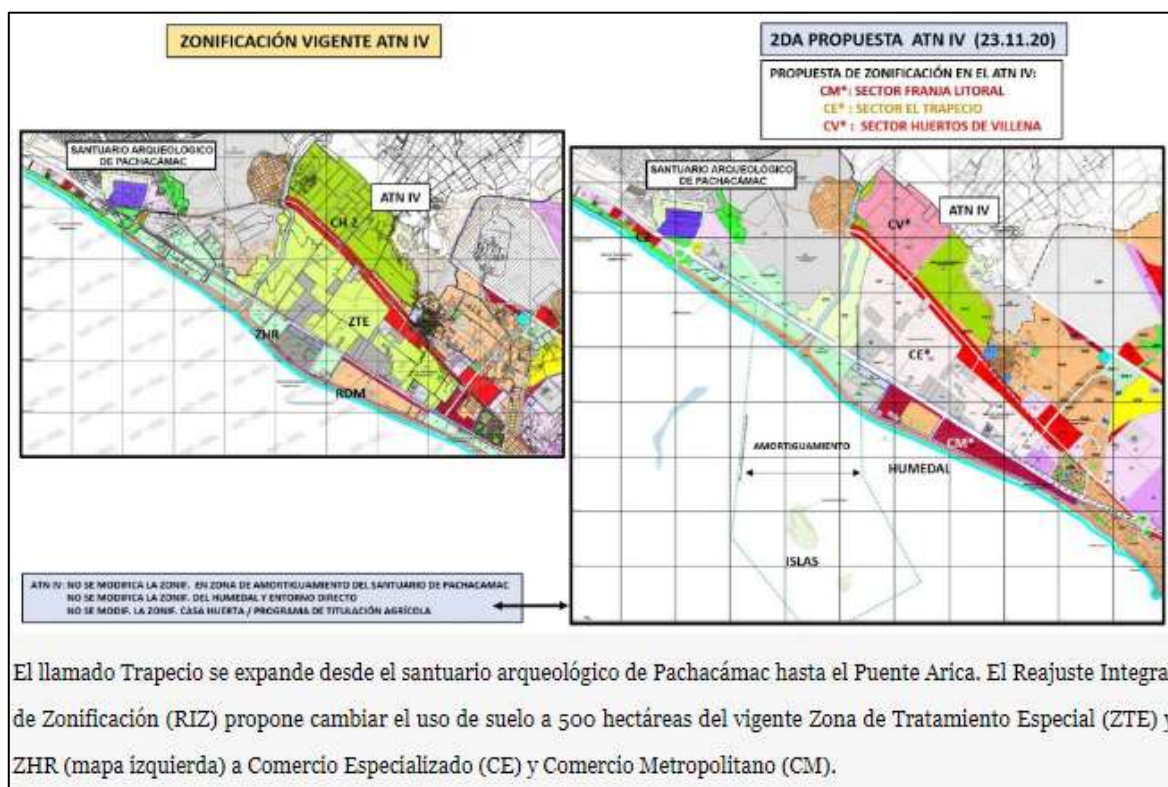 ZONIFICACIÓN VIGENTE ATN IV
2DA PROPUESTA ATN IV (23.11.20)
PROPUESTA DE ZONIFICACIÓN EN EL ATN IV:
CM*: SECTOR FRANJA LITORAL
CE* : SECTOR EL TRAPECIO
CV* : SECTOR HUERTOS DE VILLENA
SANTUARIO ARQUEOLÓGICO
DE PACHACÁMAC
ATN IV
CH 2
ZTE
ZHR
RDM
SANTUARIO ARQUEOLÓGICO
DE PACHACÁMAC
ATN IV
CV*
CE*
CM*
AMORTIGUAMIENTO
HUMEDAL
ISLAS
ATN IV: NO SE MODIFICA LA ZONIF. EN ZONA DE AMORTIGUAMIENTO DEL SANTUARIO DE PACHACAMAC
NO SE MODIFICA LA ZONIF. DEL HUMEDAL Y ENTORNO DIRECTO
NO SE MODIF. LA ZONIF. CASA HUERTA / PROGRAMA DE TITULACIÓN AGRÍCOLA
El llamado Trapecio se expande desde el santuario arqueológico de Pachacámac hasta el Puente Arica. El Reajuste Integra
de Zonificación (RIZ) propone cambiar el uso de suelo a 500 hectáreas del vigente Zona de Tratamiento Especial (ZTE) y
ZHR (mapa izquierda) a Comercio Especializado (CE) y Comercio Metropolitano (CM).